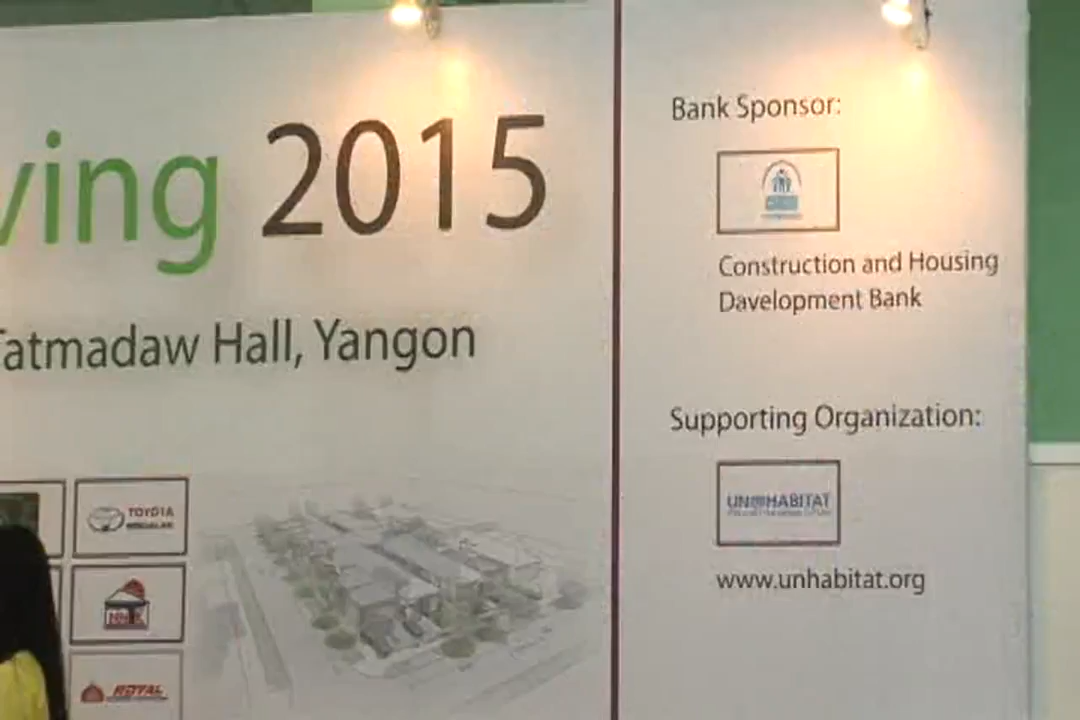 ving 2015
Tatmadaw Hall, Yangon
TOYOTA
ROYAL
Bank Sponsor:
Construction and Housing
Davelopment Bank
Supporting Organization:
UN HABITAT
www.unhabitat.org